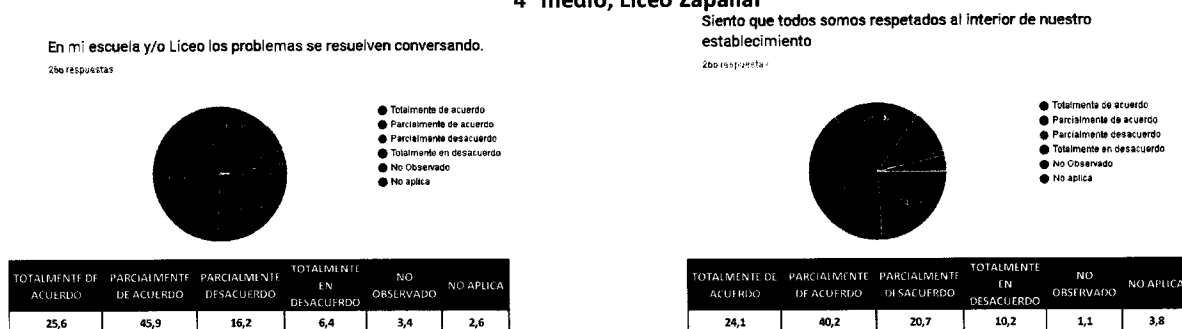 4° medio, Liceo Zapallar
En mi escuela y/o Liceo los problemas se resuelven conversando.
266 respuestas
Totalmente de acuerdo
Parcialmente de acuerdo
Parcialmente desacuerdo
Totalmente en desacuerdo
No Observado
No aplica
TOTALMENTE DE ACUERDO
PARCIALMENTE DE ACUERDO
PARCIALMENTE DESACUERDO
TOTALMENTE EN DESACUERDO
NO OBSERVADO
NO APLICA
25,6 45,9 16,2 6,4 3,4 2,6
Siento que todos somos respetados al interior de nuestro
establecimiento
Totalmente de acuerdo
Parcialmente de acuerdo
Parcialmente desacuerdo
Totalmente en desacuerdo
No Observado
No aplica
TOTALMENTE DE ACUERDO
PARCIALMENTE DE ACUERDO
PARCIALMENTE DESACUERDO
TOTALMENTE EN DESACUERDO
NO OBSERVADO
NO APLICA
24,1 40,2 20,7 10,2 1,1 3,8